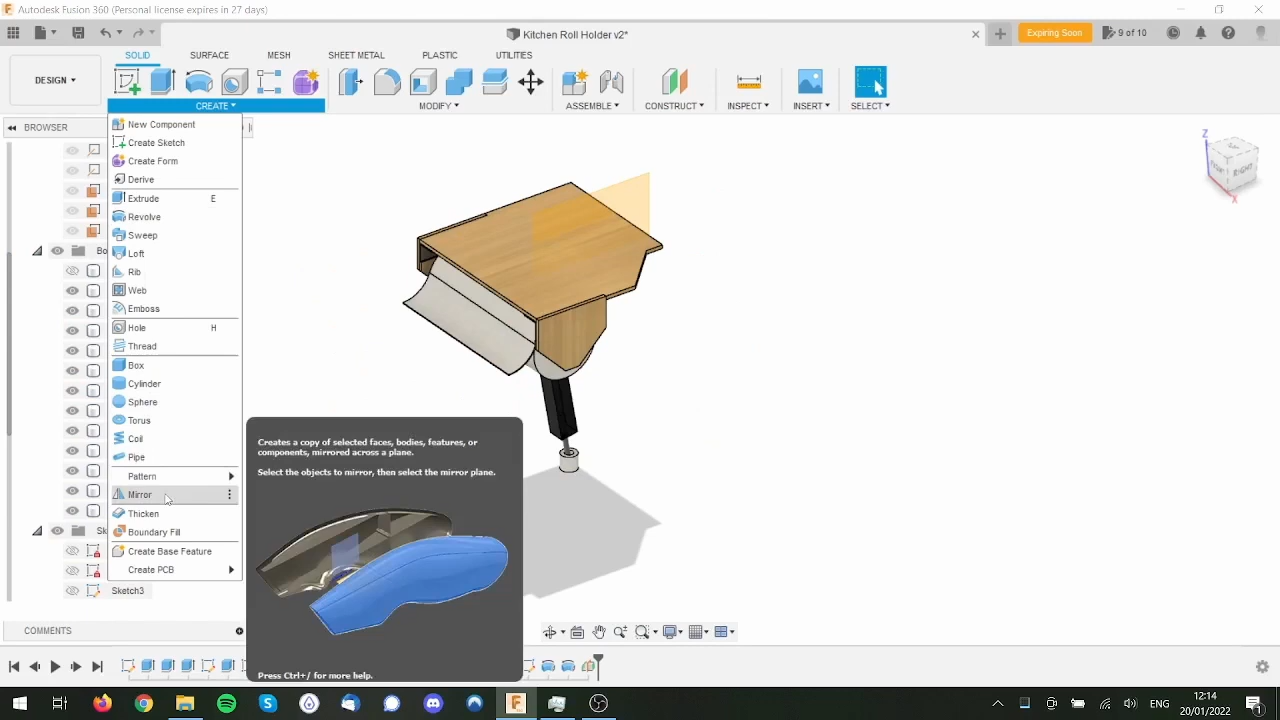 Autodesk Fusion 360 (Personal license expires in 27 days)
Kitchen Roll Holder v2*
Expiring Soon
9 of 10
SOLID
SURFACE
MESH
SHEET METAL
PLASTIC
UTILITIES
DESIGN
CREATE
MODIFY
ASSEMBLE
CONSTRUCT
INSPECT
INSERT
SELECT
BROWSER
New Component
Create Sketch
Create Form
Derive
Extrude E
Revolve
Sweep
Loft
Rib
Web
Emboss
Hole H
Thread
Box
Cylinder
Sphere
Torus
Coil
Pipe
Pattern
Mirror
Thicken
Boundary Fill
Create Base Feature
Create PCB
Bo
Sk
Sketch3
Creates a copy of selected faces, bodies, features, or
components, mirrored across a plane.
Select the objects to mirror, then select the mirror plane.
Press Ctrl+/ for more help.
Z
X
RIGHT
COMMENTS
ENG
12:14
20/01/2022